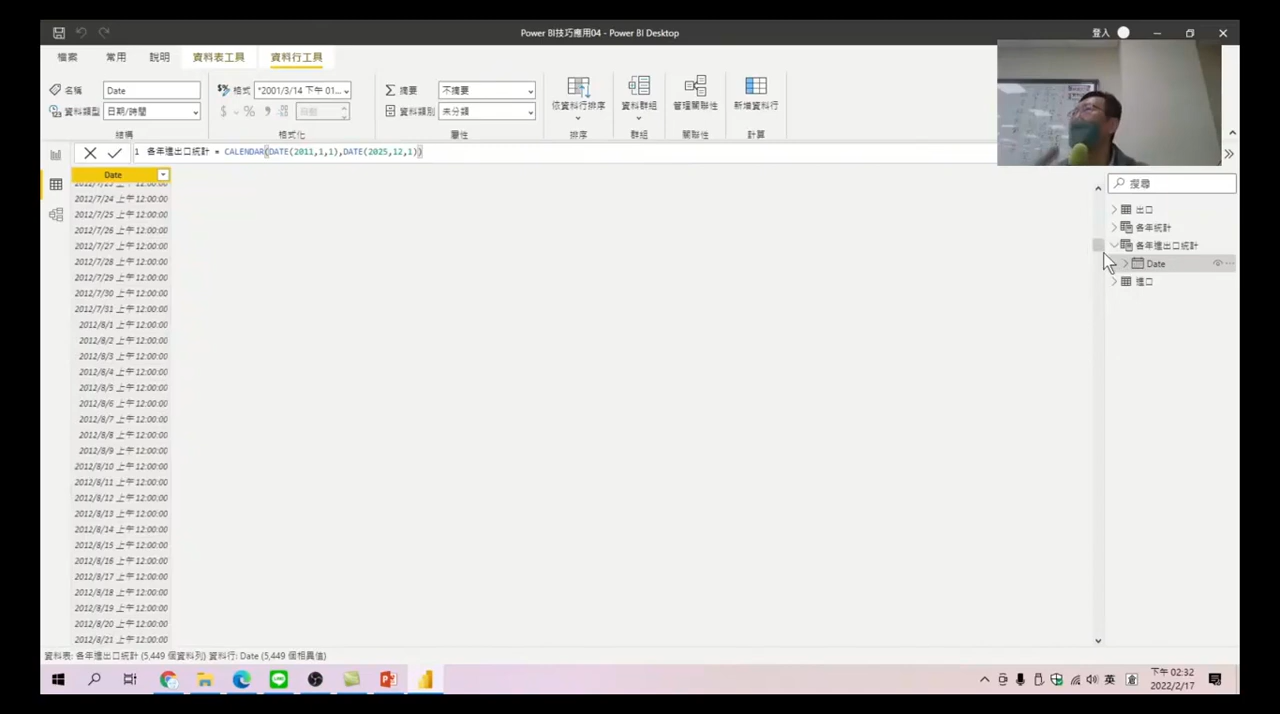 Power BI技巧應用04 - Power BI Desktop
登入
檔案 常用 說明 資料表工具 資料行工具
名稱 Date
格式 *2001/3/14 下午 01...
摘要 不摘要
資料類型 日期/時間
$ % 9
資料類別 未分類
依資料行排序
資料群組
管理關聯性
新增資料行
結構 格式化 屬性 排序 群組 關聯性 計算
1 各年進出口統計 = CALENDAR(DATE(2011,1,1),DATE(2025,12,1))
Date
2012/7/23 上午 12:00:00
2012/7/24 上午 12:00:00
2012/7/25 上午 12:00:00
2012/7/26 上午 12:00:00
2012/7/27 上午 12:00:00
2012/7/28 上午 12:00:00
2012/7/29 上午 12:00:00
2012/7/30 上午 12:00:00
2012/7/31 上午 12:00:00
2012/8/1 上午 12:00:00
2012/8/2 上午 12:00:00
2012/8/3 上午 12:00:00
2012/8/4 上午 12:00:00
2012/8/5 上午 12:00:00
2012/8/6 上午 12:00:00
2012/8/7 上午 12:00:00
2012/8/8 上午 12:00:00
2012/8/9 上午 12:00:00
2012/8/10 上午 12:00:00
2012/8/11 上午 12:00:00
2012/8/12 上午 12:00:00
2012/8/13 上午 12:00:00
2012/8/14 上午 12:00:00
2012/8/15 上午 12:00:00
2012/8/16 上午 12:00:00
2012/8/17 上午 12:00:00
2012/8/18 上午 12:00:00
2012/8/19 上午 12:00:00
2012/8/20 上午 12:00:00
2012/8/21 上午 12:00:00
搜尋
出口
各年統計
各年進出口統計
Date
進口
資料表: 各年進出口統計 (5,449 個資料列) 資料行: Date (5,449 個相異值)
英
下午 02:32
2022/2/17